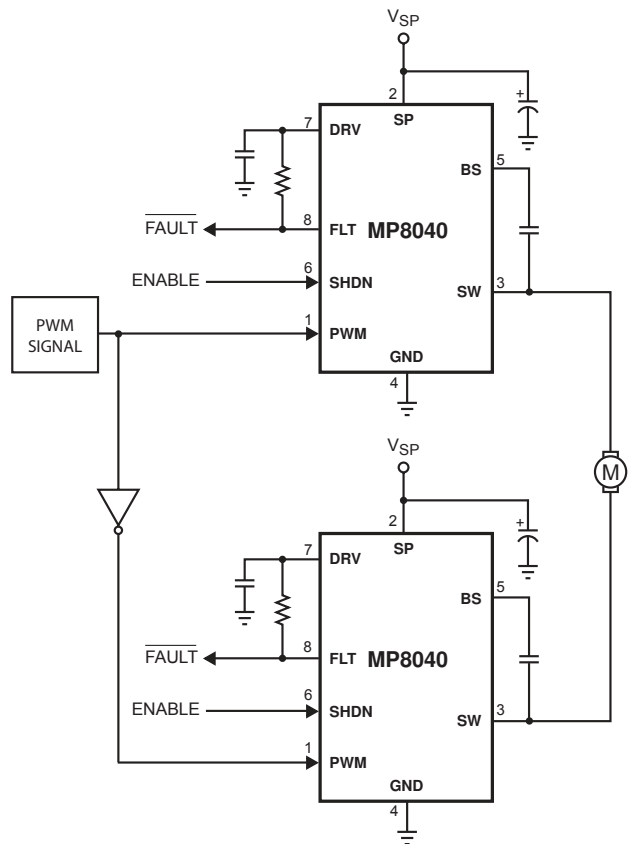 VSP
2
SP
+
7
DRV
BS
5
FAULT
8
FLT
MP8040
ENABLE
6
SHDN
SW
3
PWM
SIGNAL
1
PWM
GND
4
VSP
M
2
SP
+
7
DRV
BS
5
FAULT
8
FLT
MP8040
ENABLE
6
SHDN
SW
3
1
PWM
GND
4